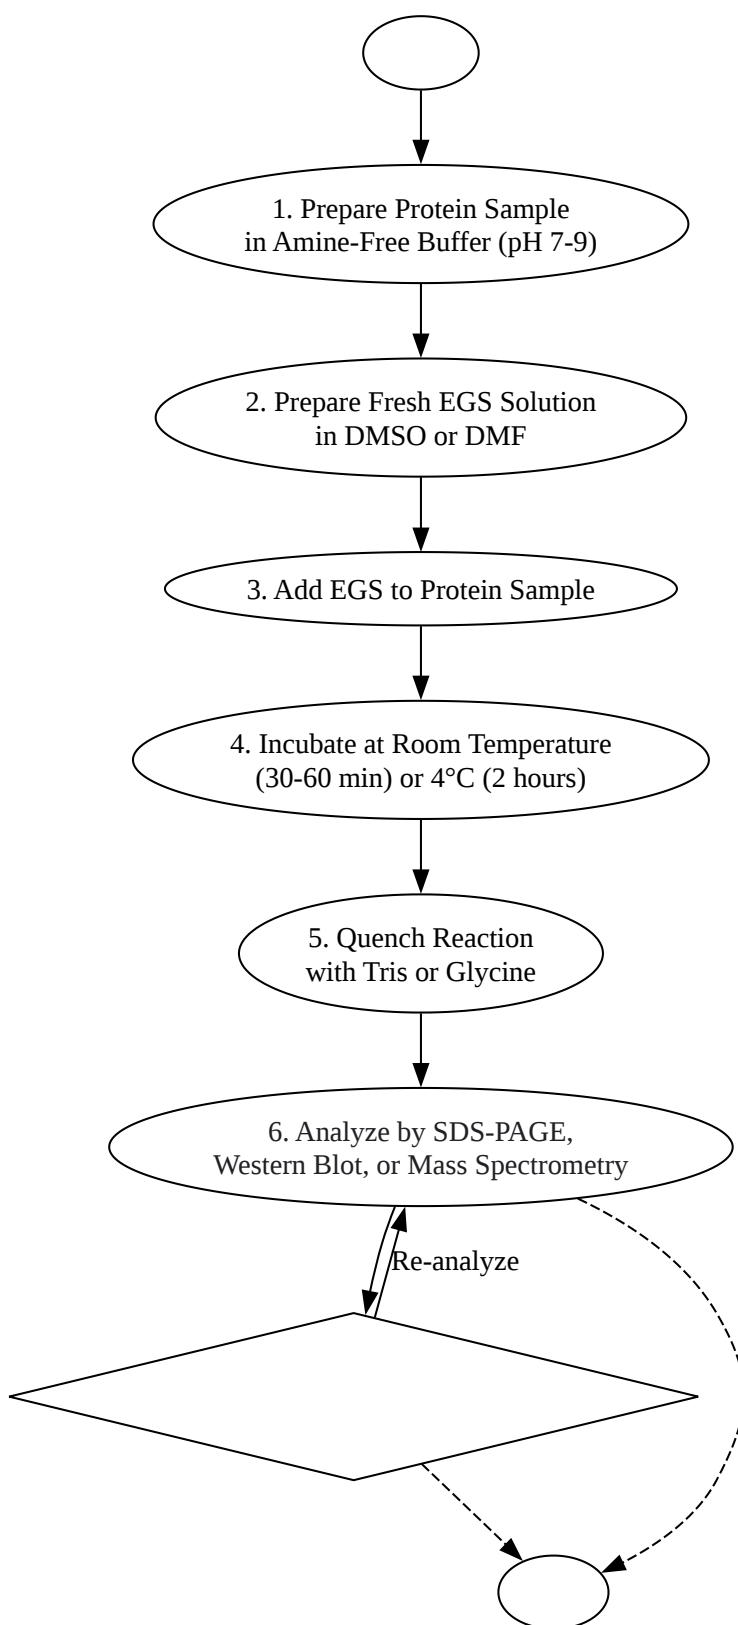 1. Prepare Protein Sample
in Amine-Free Buffer (pH 7-9)
2. Prepare Fresh EGS Solution
in DMSO or DMF
3. Add EGS to Protein Sample
4. Incubate at Room Temperature
(30-60 min) or 4°C (2 hours)
5. Quench Reaction
with Tris or Glycine
6. Analyze by SDS-PAGE,
Western Blot, or Mass Spectrometry
Re-analyze